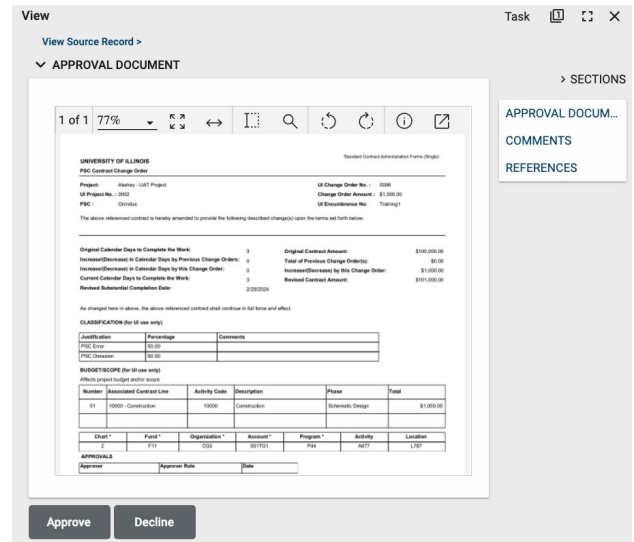 View
Task
View Source Record >
APPROVAL DOCUMENT
> SECTIONS
APPROVAL DOCUM...
COMMENTS
REFERENCES
1 of 1 77%
UNIVERSITY OF ILLINOIS
Standard Contract Administration Forms (Single)
PSC Contract Change Order
Project: Akshay - UAT Project UI Change Order No. : 0006
UI Project No. : 0002 Change Order Amount : $1,000.00
PSC : Onindus UI Encumbrance No: Training1
The above referenced contract is hereby amended to provide the following described change(s) upon the terms set forth below:
Original Calendar Days to Complete the Work: 3 Original Contract Amount: $100,000.00
Increase/(Decrease) in Calendar Days by Previous Change Orders: 0 Total of Previous Change Order(s): $0.00
Increase/(Decrease) in Calendar Days by this Change Order: 0 Increase/(Decrease) by this Change Order: $1,000.00
Current Calendar Days to Complete the Work: 3 Revised Contract Amount: $101,000.00
Revised Substantial Completion Date: 2/29/2024
As changed here in above, the above referenced contract shall continue in full force and effect.
CLASSIFICATION (for UI use only)
Justification Percentage Comments
PSC Error 50.00
PSC Omission 50.00
BUDGET/SCOPE (for UI use only)
Affects project budget and/or scope
Number Associated Contract Line Activity Code Description Phase Total
01 10000 - Construction 10000 Construction Schematic Design $1,000.00
Chart * Fund * Organization * Account * Program * Activity Location
2 F11 C03 001TG1 P44 A677 L787
APPROVALS
Approver Approver Role Date
Approve
Decline